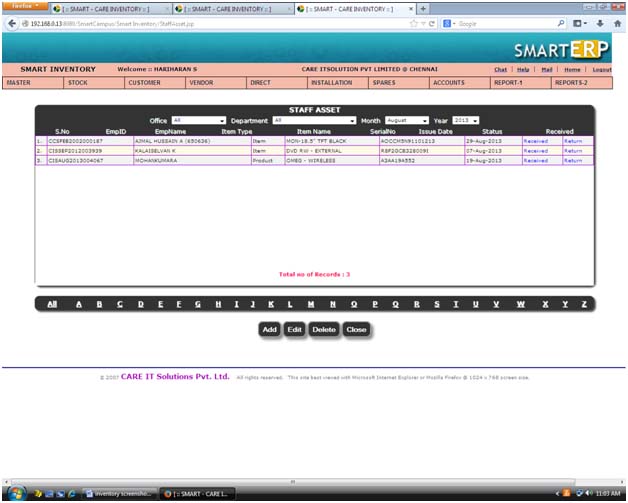 Firefox
[ :: SMART - CARE INVENTORY :: ] × [ :: SMART - CARE INVENTORY :: ] × [ :: SMART - CARE INVENTORY :: ] × +
192.168.0.13:8080/SmartCampus/Smart Inventory/StaffAsset.jsp Google
SMARTERP
SMART INVENTORY Welcome :: HARIHARAN S CARE ITSOLUTION PVT LIMITED @ CHENNAI Chat | Help | Mail | Home | Logout
MASTER STOCK CUSTOMER VENDOR DIRECT INSTALLATION SPARES ACCOUNTS REPORT-1 REPORTS-2
STAFF ASSET
Office All Department All Month August Year 2013
S.No EmpID EmpName Item Type Item Name SerialNo Issue Date Status Received
1. CCSFEB2002000187 AJMAL HUSSAIN A (K50636) Item MON-18.5" TFT BLACK AOCCM5N91101213 29-Aug-2013 Received Return
2. CISSEP2012003939 KALAISELVAN K Item DVD RW - EXTERNAL 07-Aug-2013 Received Return
3. CISAUG2013004067 MOHANKUMARA Product OMEG - WIRELESS A3AA194552 19-Aug-2013 Received Return
Total no of Records : 3
All A B C D E F G H I J K L M N O P Q R S T U V W X Y Z
Add Edit Delete Close
© 2007 CARE IT Solutions Pvt. Ltd. All rights reserved. This site best viewed with Microsoft Internet Explorer or Mozilla Firefox @ 1024 x 768 screen size.
inventory screensho... [ :: SMART - CARE I... 11:03 AM